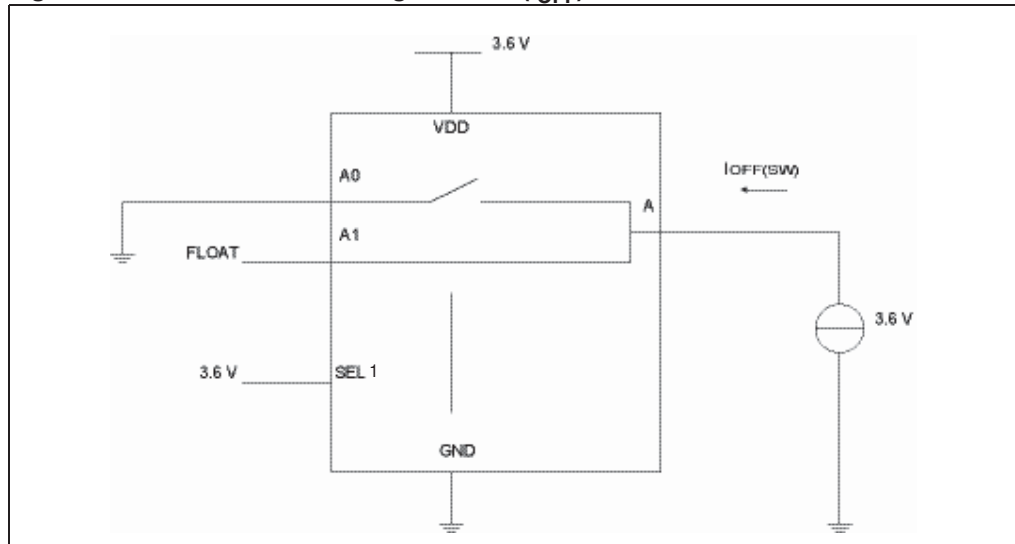 3.6 V
VDD
A0
IOFF(SW)
A
A1
FLOAT
3.6 V
3.6 V
SEL 1
GND